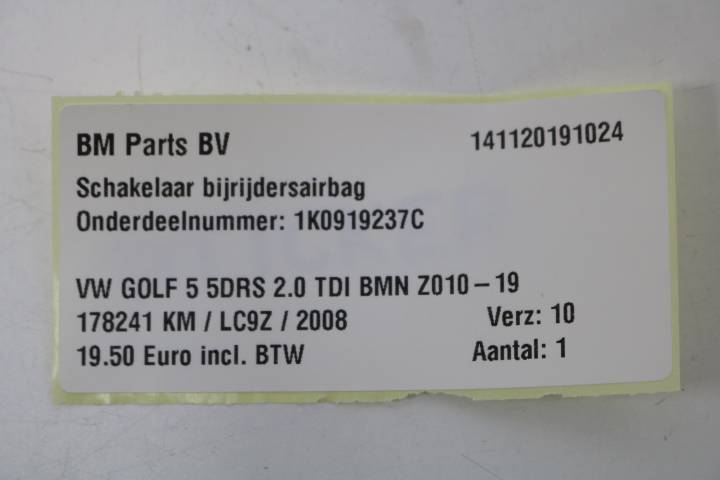 BM Parts BV 141120191024
Schakelaar bijrijdersairbag
Onderdeelnummer: 1K0919237C
VW GOLF 5 5DRS 2.0 TDI BMN Z010-19
178241 KM / LC9Z / 2008 Verz: 10
19.50 Euro incl. BTW Aantal: 1